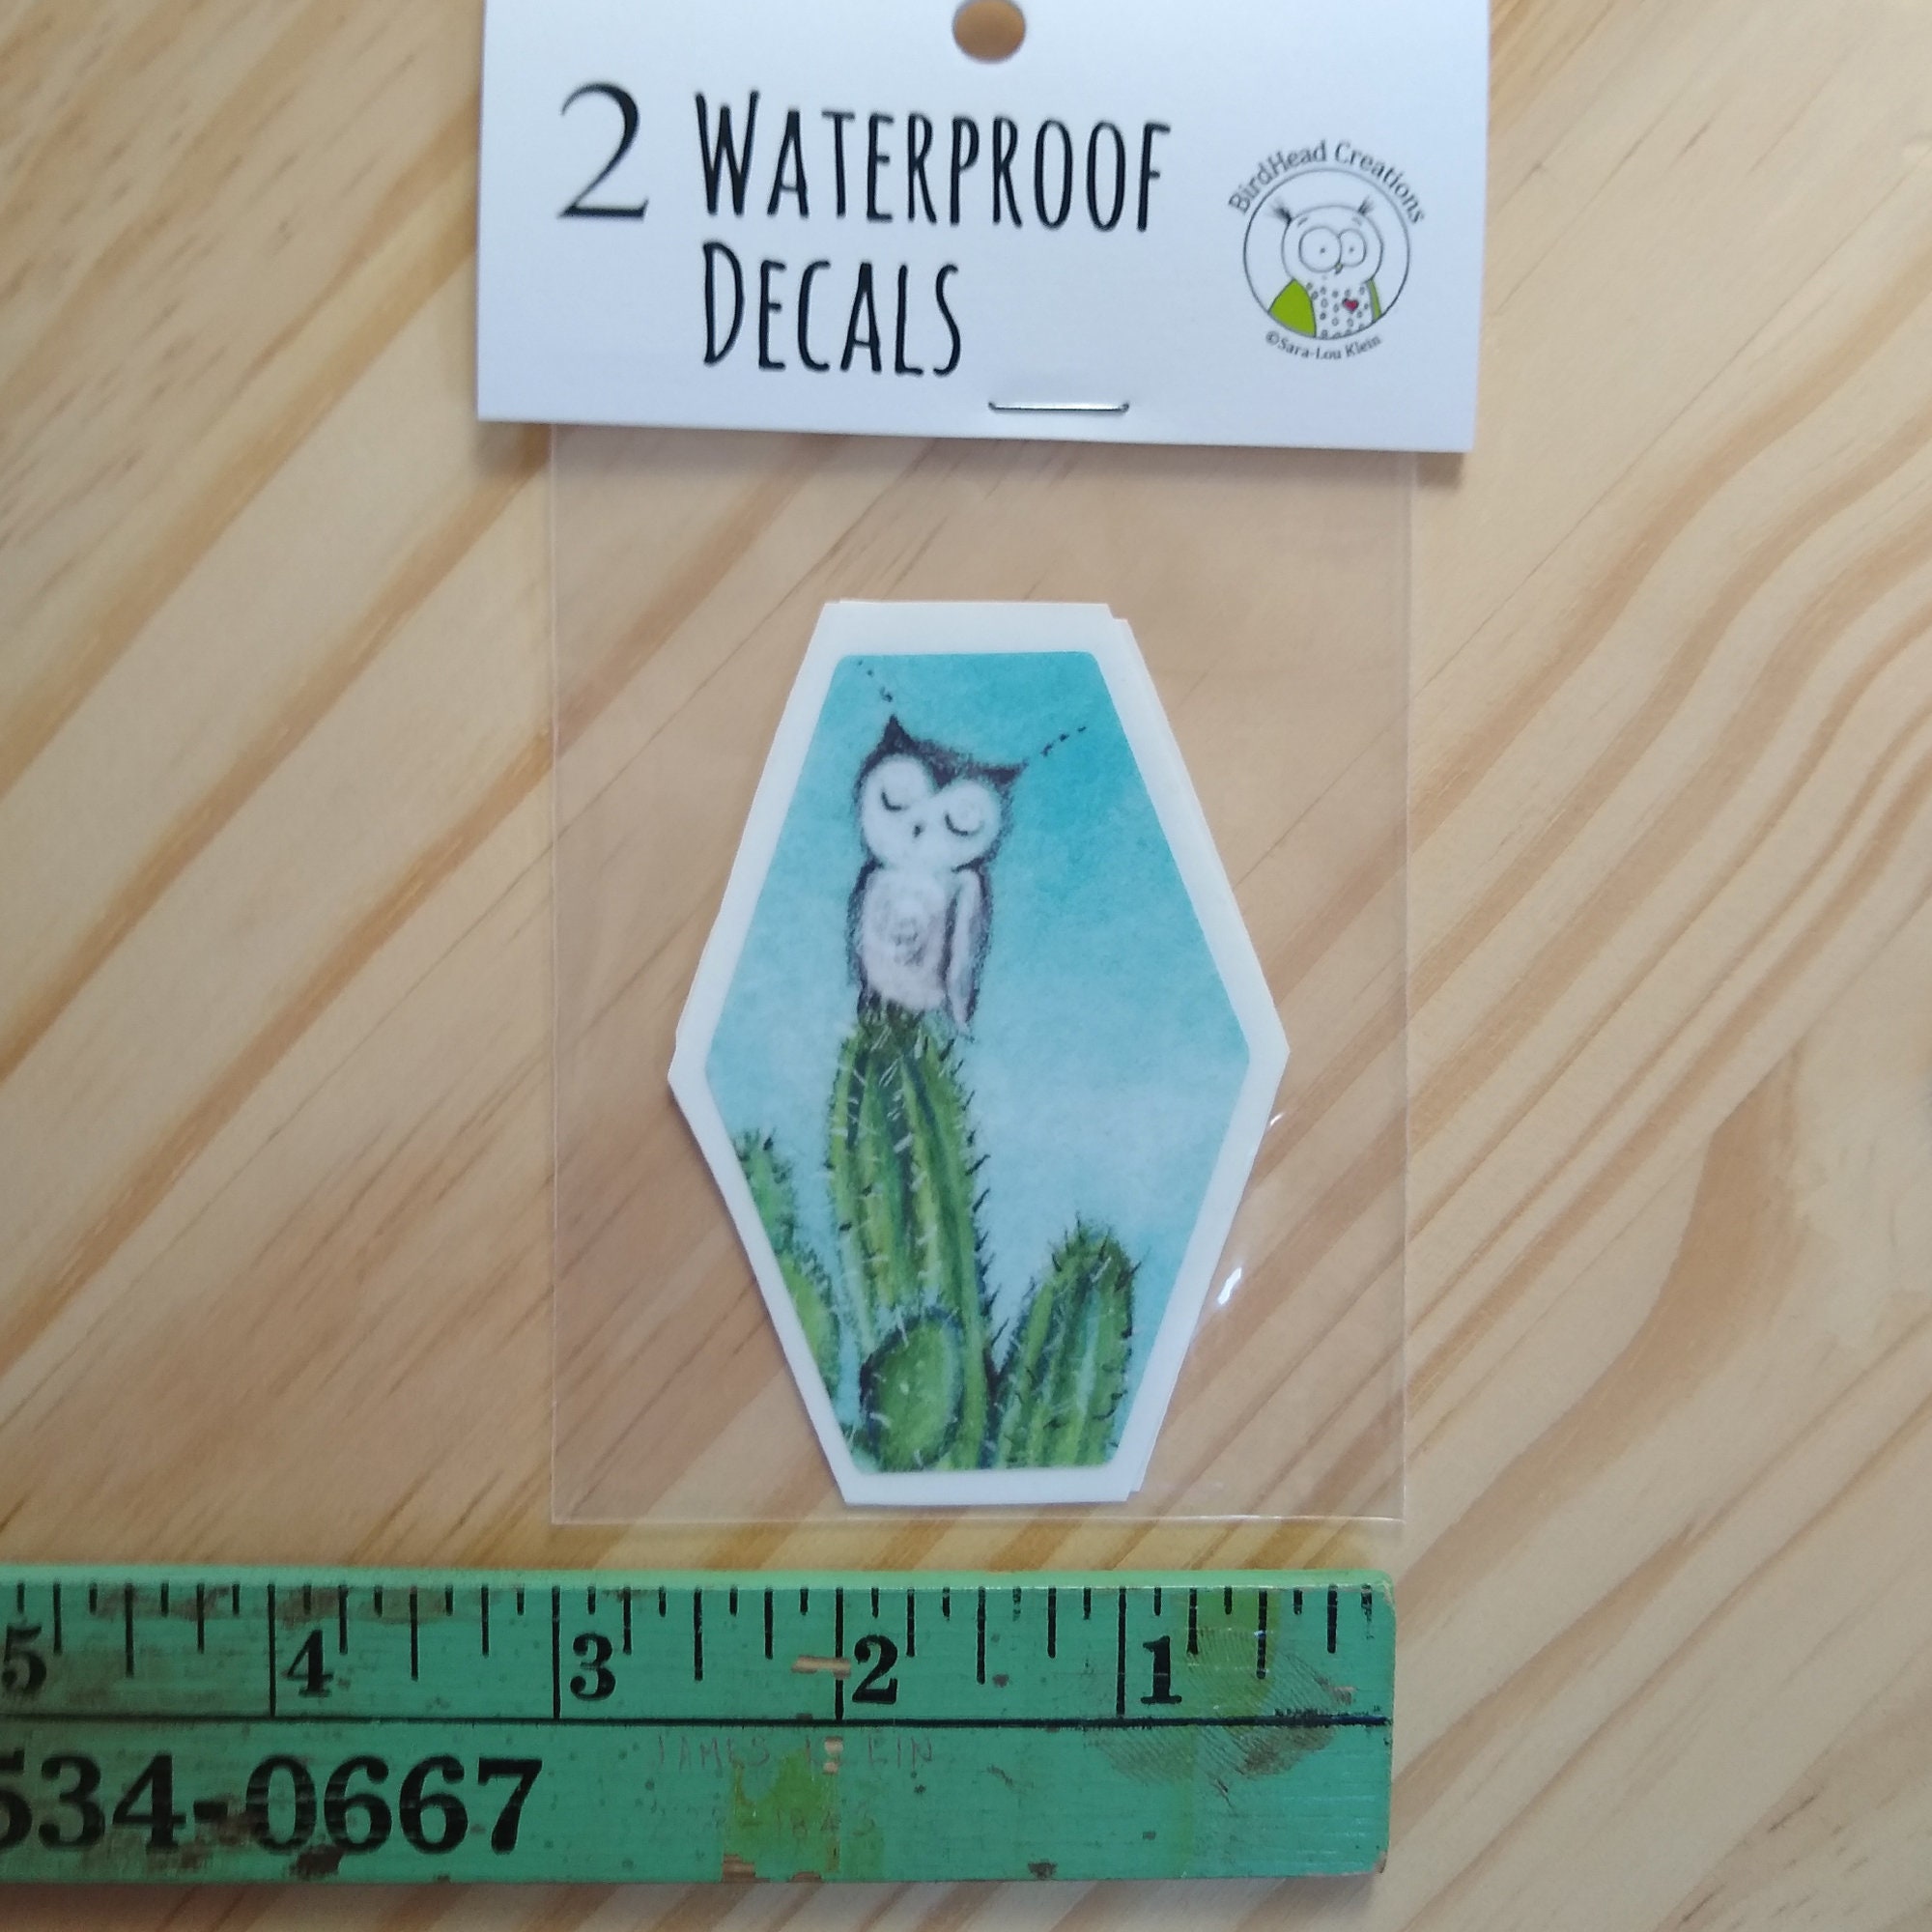 2 WATERPROOF
DECALS
BirdHead Creations
©Sara-Lou Klein
5 4 3 2 1
534-0667